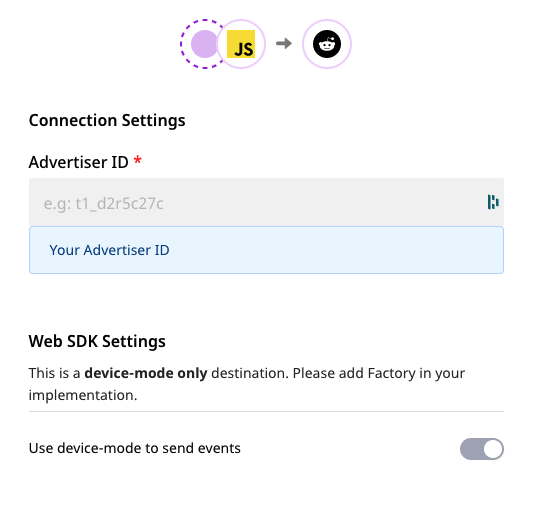 JS
Connection Settings
Advertiser ID *
e.g: t1_d2r5c27c
Your Advertiser ID
Web SDK Settings
This is a device-mode only destination. Please add Factory in your
implementation.
Use device-mode to send events